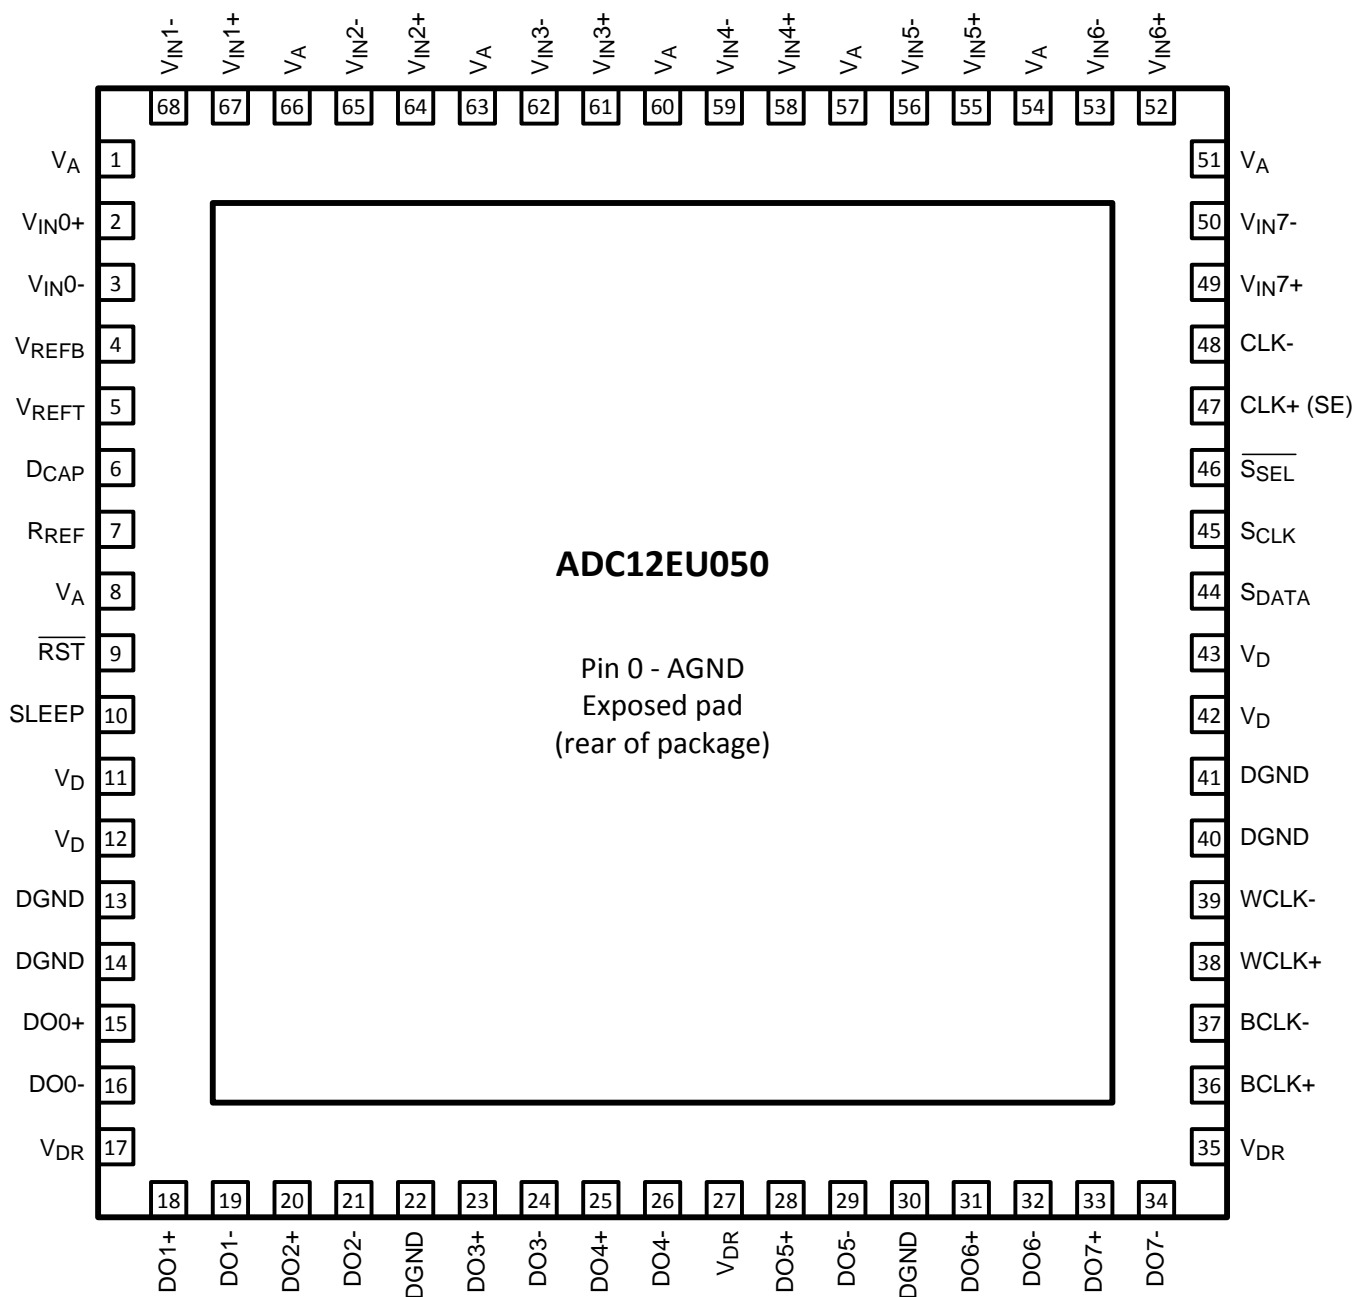 VIN1-
VIN1+
VA
VIN2-
VIN2+
VA
VIN3-
VIN3+
VA
VIN4-
VIN4+
VA
VIN5-
VIN5+
VA
VIN6-
VIN6+
68 67 66 65 64 63 62 61 60 59 58 57 56 55 54 53 52
VA 1 51 VA
VIN0+ 2 50 VIN7-
VIN0- 3 49 VIN7+
VREFB 4 48 CLK-
VREFT 5 47 CLK+ (SE)
DCAP 6 46 SSEL
RREF 7 45 SCLK
VA 8 44 SDATA
RST 9 43 VD
SLEEP 10 42 VD
VD 11 41 DGND
VD 12 40 DGND
DGND 13 39 WCLK-
DGND 14 38 WCLK+
DO0+ 15 37 BCLK-
DO0- 16 36 BCLK+
VDR 17 35 VDR
ADC12EU050
Pin 0 - AGND
Exposed pad
(rear of package)
18 19 20 21 22 23 24 25 26 27 28 29 30 31 32 33 34
DO1+
DO1-
DO2+
DO2-
DGND
DO3+
DO3-
DO4+
DO4-
VDR
DO5+
DO5-
DGND
DO6+
DO6-
DO7+
DO7-